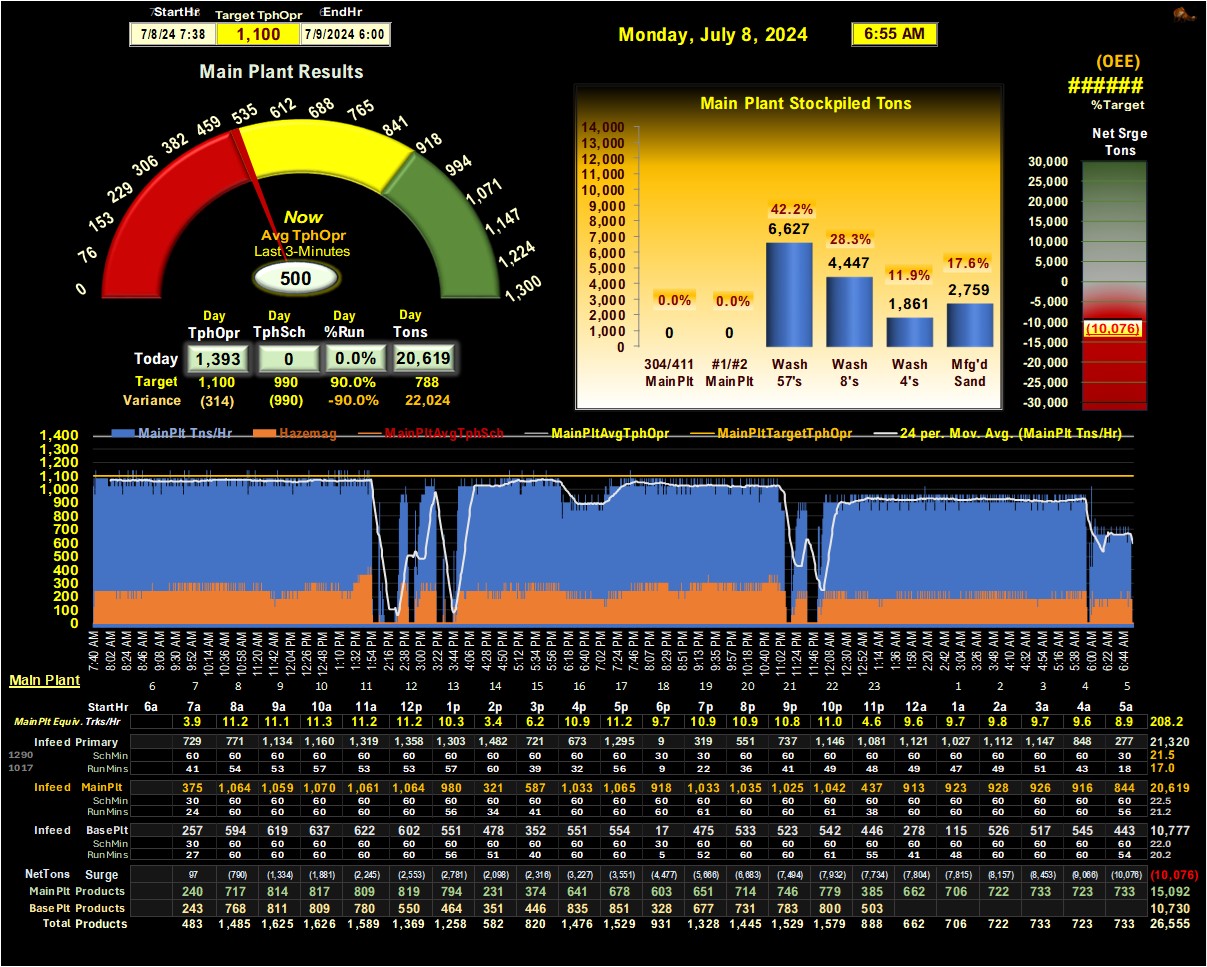 StartHr Target TphOpr EndHr
7/8/24 7:38 1,100 7/9/2024 6:00
Monday, July 8, 2024 6:55 AM
(OEE)
######
%Target
Main Plant Results
0 76 153 229 306 382 459 535 612 688 765 841 918 994 1,071 1,147 1,224 1,300
Now
Avg TphOpr
Last 3-Minutes
500
Day Day Day Day
TphOpr TphSch %Run Tons
Today 1,393 0 0.0% 20,619
Target 1,100 990 90.0% 788
Variance (314) (990) -90.0% 22,024
Main Plant Stockpiled Tons
14,000
13,000
12,000
11,000
10,000
9,000
8,000
7,000
6,000
5,000
4,000
3,000
2,000
1,000
0
0.0% 0.0% 42.2% 28.3% 11.9% 17.6%
0 0 6,627 4,447 1,861 2,759
304/411 #1/#2 Wash Wash Wash Mfg'd
MainPlt MainPlt 57's 8's 4's Sand
Net Srge
Tons
30,000
25,000
20,000
15,000
10,000
5,000
0
-5,000
-10,000
(10,076)
-15,000
-20,000
-25,000
-30,000
MainPlt Tns/Hr Hazemag MainPltAvgTphSch MainPltAvgTphOpr MainPltTargetTphOpr 24 per. Mov. Avg. (MainPlt Tns/Hr)
1,400
1,300
1,200
1,100
1,000
900
800
700
600
500
400
300
200
100
0
7:40 AM 8:02 AM 8:24 AM 8:46 AM 9:08 AM 9:30 AM 9:52 AM 10:14 AM 10:36 AM 10:58 AM 11:20 AM 11:42 AM 12:04 PM 12:26 PM 12:48 PM 1:10 PM 1:32 PM 1:54 PM 2:16 PM 2:38 PM 3:00 PM 3:22 PM 3:44 PM 4:06 PM 4:28 PM 4:50 PM 5:12 PM 5:34 PM 5:56 PM 6:18 PM 6:40 PM 7:02 PM 7:24 PM 7:46 PM 8:07 PM 8:29 PM 8:51 PM 9:13 PM 9:35 PM 9:57 PM 10:19 PM 10:40 PM 11:02 PM 11:24 PM 11:46 PM 12:08 AM 12:30 AM 12:52 AM 1:14 AM 1:36 AM 1:58 AM 2:20 AM 2:42 AM 3:04 AM 3:26 AM 3:48 AM 4:10 AM 4:32 AM 4:54 AM 5:16 AM 5:38 AM 6:00 AM 6:22 AM 6:44 AM
Main Plant
6 7 8 9 10 11 12 13 14 15 16 17 18 19 20 21 22 23 1 2 3 4 5
StartHr 6a 7a 8a 9a 10a 11a 12p 1p 2p 3p 4p 5p 6p 7p 8p 9p 10p 11p 12a 1a 2a 3a 4a 5a
MainPlt Equiv. Trks/Hr 3.9 11.2 11.1 11.3 11.2 11.2 10.3 3.4 6.2 10.9 11.2 9.7 10.9 10.9 10.8 11.0 4.6 9.6 9.7 9.8 9.7 9.6 8.9 208.2
Infeed Primary 729 771 1,134 1,160 1,319 1,358 1,303 1,482 721 673 1,295 9 319 551 737 1,146 1,081 1,121 1,027 1,112 1,147 848 277 21,320
1290 SchMin 60 60 60 60 60 60 60 60 60 60 60 30 30 60 60 60 60 60 60 60 60 60 30 21.5
1017 RunMins 41 54 53 57 53 53 57 60 39 32 56 9 22 36 41 49 48 49 47 49 51 43 18 17.0
Infeed MainPlt 375 1,064 1,059 1,070 1,061 1,064 980 321 587 1,033 1,065 918 1,033 1,035 1,025 1,042 437 913 923 928 926 916 844 20,619
SchMin 30 60 60 60 60 60 60 60 60 60 60 60 60 60 60 60 60 60 60 60 60 60 60 22.5
RunMins 24 60 60 60 60 60 56 34 41 60 60 60 61 60 60 61 38 60 60 60 60 60 56 21.2
Infeed BasePlt 257 594 619 637 622 602 551 478 352 551 554 17 475 533 523 542 446 278 115 526 517 545 443 10,777
SchMin 30 60 60 60 60 60 60 60 60 60 60 30 60 60 60 60 60 60 60 60 60 60 60 22.0
RunMins 27 60 60 60 60 60 56 51 40 60 60 5 52 60 60 61 55 41 48 60 60 60 54 20.2
NetTons Surge 97 (790) (1,334) (1,881) (2,245) (2,553) (2,781) (2,098) (2,316) (3,227) (3,551) (4,477) (5,666) (6,683) (7,494) (7,932) (7,734) (7,804) (7,815) (8,157) (8,453) (9,066) (10,076) (10,076)
MainPlt Products 240 717 814 817 809 819 794 231 374 641 678 603 651 714 746 779 385 662 706 722 733 723 733 15,092
BasePlt Products 243 768 811 809 780 550 464 351 446 835 851 328 677 731 783 800 503 10,730
Total Products 483 1,485 1,625 1,626 1,589 1,369 1,258 582 820 1,476 1,529 931 1,328 1,445 1,529 1,579 888 662 706 722 733 723 733 26,555